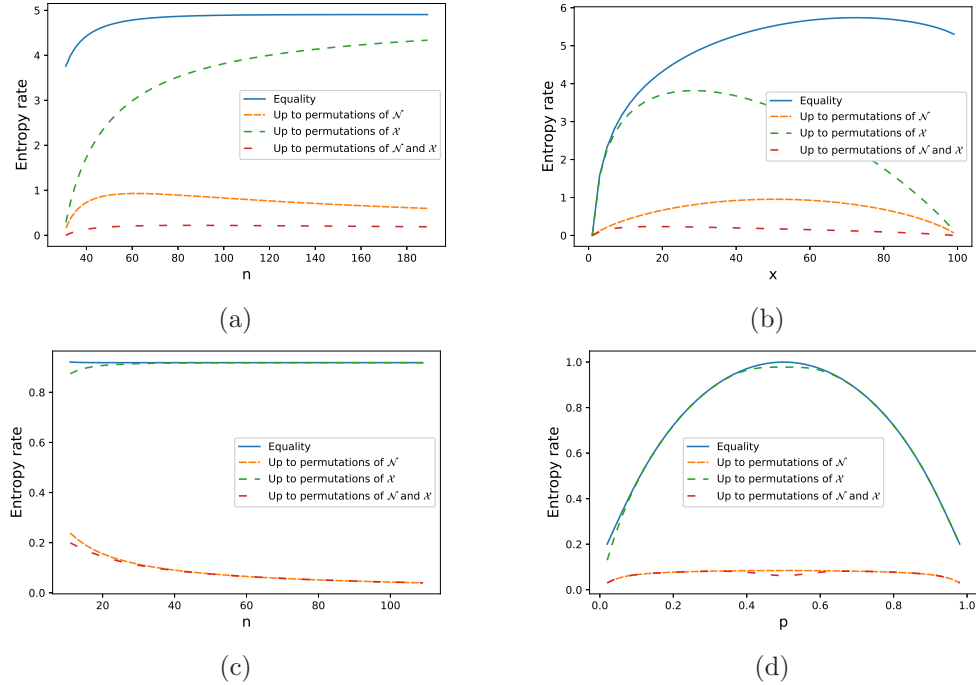 5
4
3
2
1
0
Entropy rate
Equality
Up to permutations of 𝒩
Up to permutations of 𝒳
Up to permutations of 𝒩 and 𝒳
40 60 80 100 120 140 160 180
n
(a)
6
5
4
3
2
1
0
Entropy rate
Equality
Up to permutations of 𝒩
Up to permutations of 𝒳
Up to permutations of 𝒩 and 𝒳
0 20 40 60 80 100
x
(b)
0.8
0.6
0.4
0.2
0.0
Entropy rate
Equality
Up to permutations of 𝒩
Up to permutations of 𝒳
Up to permutations of 𝒩 and 𝒳
20 40 60 80 100
n
(c)
1.0
0.8
0.6
0.4
0.2
0.0
Entropy rate
Equality
Up to permutations of 𝒩
Up to permutations of 𝒳
Up to permutations of 𝒩 and 𝒳
0.0 0.2 0.4 0.6 0.8 1.0
p
(d)